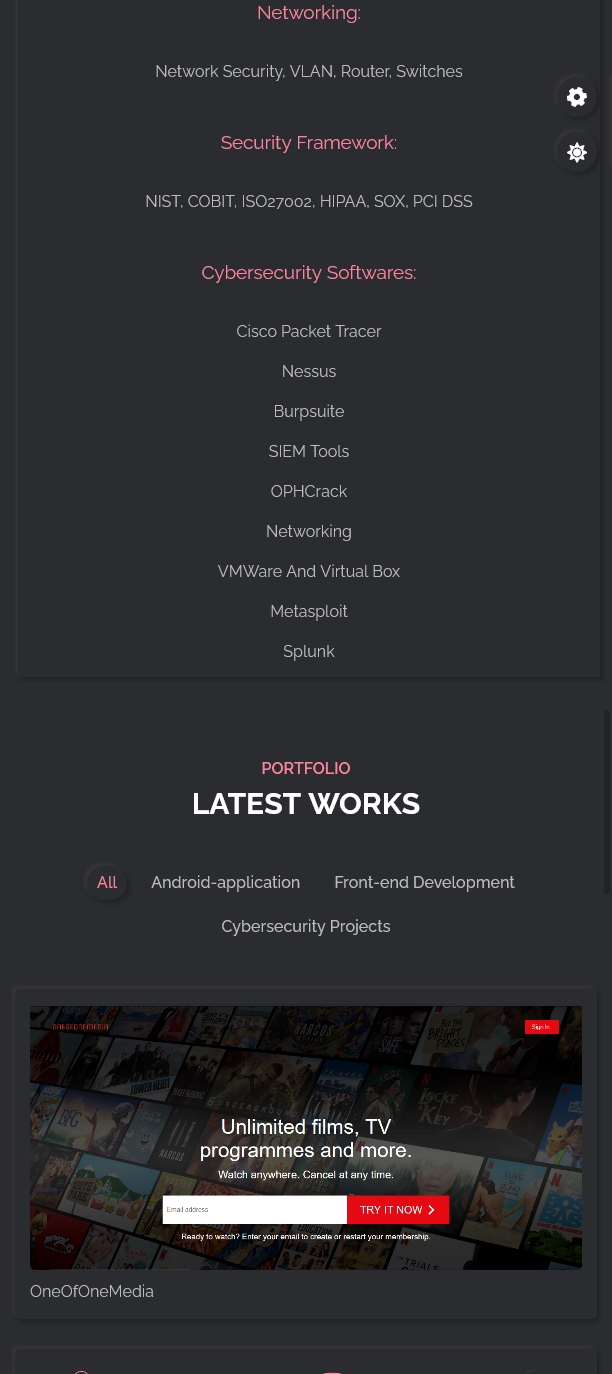 Networking:
Network Security, VLAN, Router, Switches
Security Framework:
NIST, COBIT, ISO27002, HIPAA, SOX, PCI DSS
Cybersecurity Softwares:
Cisco Packet Tracer
Nessus
Burpsuite
SIEM Tools
OPHCrack
Networking
VMWare And Virtual Box
Metasploit
Splunk
PORTFOLIO
LATEST WORKS
All Android-application Front-end Development
Cybersecurity Projects
ONEOFONEMEDIA Sign In
NARCOS
TOWER HEIST
NARCOS
Unlimited films, TV
programmes and more.
Watch anywhere. Cancel at any time.
Email address TRY IT NOW
Ready to watch? Enter your email to create or restart your membership.
OneOfOneMedia